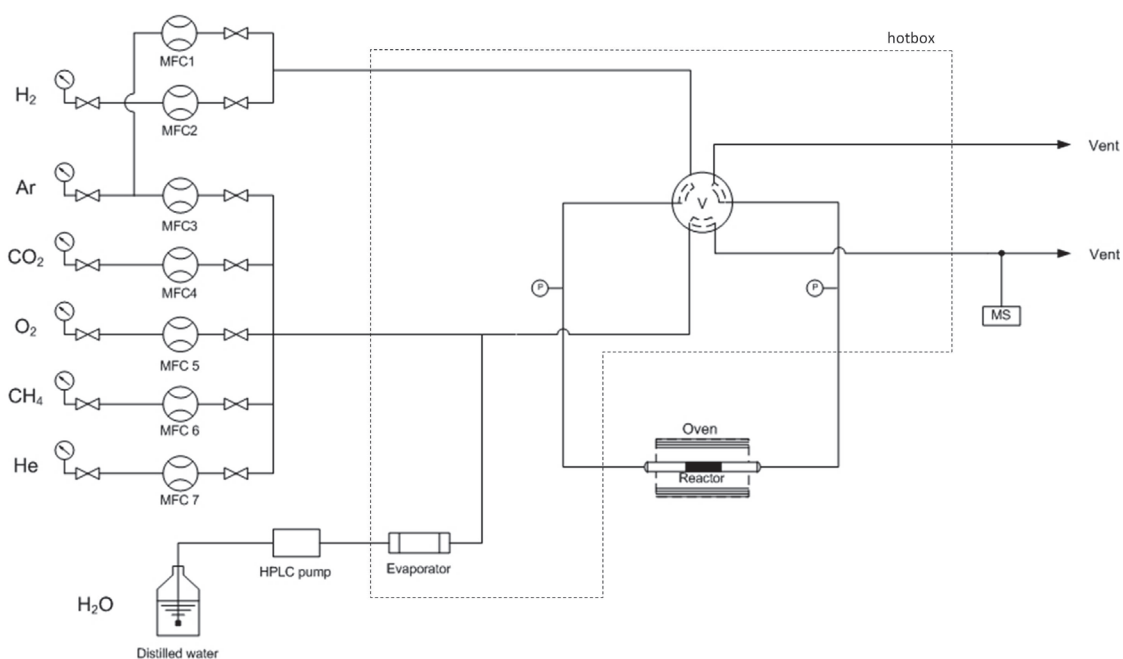 hotbox
MFC1
H2
MFC2
Vent
Ar
V
MFC3
CO2
Vent
MFC4
P
P
O2
MS
MFC 5
CH4
MFC 6
Oven
He
Reactor
MFC 7
HPLC pump
Evaporator
H2O
Distilled water